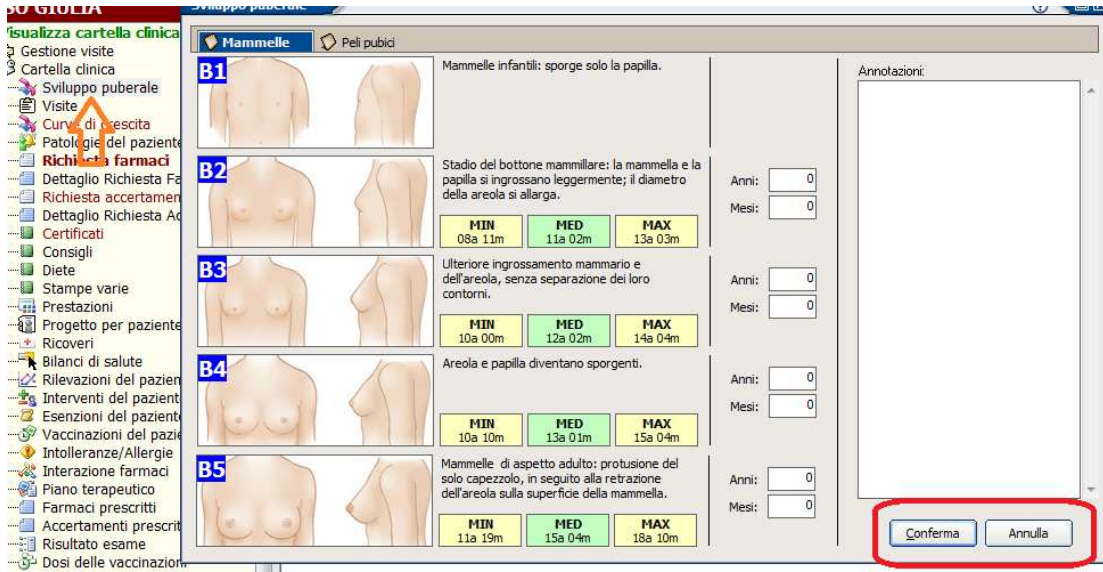 SO GIULIA
Visualizza cartella clinica
Gestione visite
Cartella clinica
Sviluppo puberale
Visite
Curve di crescita
Patologie del paziente
Richiesta farmaci
Dettaglio Richiesta Fa
Richiesta accertamen
Dettaglio Richiesta Ac
Certificati
Consigli
Diete
Stampe varie
Prestazioni
Progetto per paziente
Ricoveri
Bilanci di salute
Rilevazioni del pazien
Interventi del pazient
Esenzioni del paziente
Vaccinazioni del pazie
Intolleranze/Allergie
Interazione farmaci
Piano terapeutico
Farmaci prescritti
Accertamenti prescrit
Risultato esame
Dosi delle vaccinazion
Sviluppo puberale
Mammelle
Peli pubici
B1
Mammelle infantili: sporge solo la papilla.
B2
Stadio del bottone mammillare: la mammella e la
papilla si ingrossano leggermente; il diametro
della areola si allarga.
MIN MED MAX
08a 11m 11a 02m 13a 03m
Anni: 0
Mesi: 0
B3
Ulteriore ingrossamento mammario e
dell'areola, senza separazione dei loro
contorni.
MIN MED MAX
10a 00m 12a 02m 14a 04m
Anni: 0
Mesi: 0
B4
Areola e papilla diventano sporgenti.
MIN MED MAX
10a 10m 13a 01m 15a 04m
Anni: 0
Mesi: 0
B5
Mammelle di aspetto adulto: protusione del
solo capezzolo, in seguito alla retrazione
dell'areola sulla superficie della mammella.
MIN MED MAX
11a 19m 15a 04m 18a 10m
Anni: 0
Mesi: 0
Annotazioni:
Conferma
Annulla